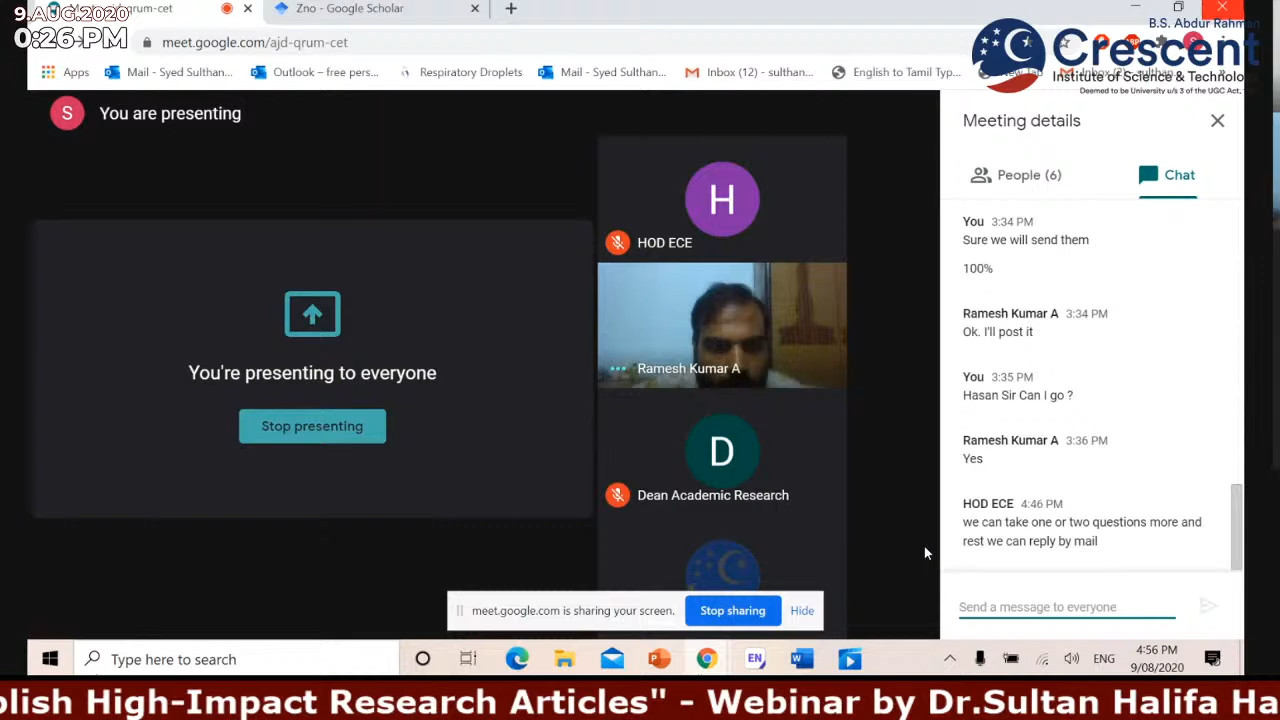 9.AUG.2020
0:26 PM
-qrum-cet
Zno - Google Scholar
meet.google.com/ajd-qrum-cet
B.S. Abdur Rahman
Crescent
Institute of Science & Technology
Deemed to be University u/s 3 of the UGC Act,
Apps
Mail - Syed Sulthan...
Outlook – free pers...
Respiratory Droplets
Mail - Syed Sulthan...
Inbox (12) - sulthan...
English to Tamil Typ...
S
You are presenting
Meeting details
People (6)
Chat
H
HOD ECE
You 3:34 PM
Sure we will send them
100%
Ramesh Kumar A 3:34 PM
Ok. I'll post it
You 3:35 PM
Hasan Sir Can I go ?
Ramesh Kumar A 3:36 PM
Yes
HOD ECE 4:46 PM
we can take one or two questions more and
rest we can reply by mail
Send a message to everyone
You're presenting to everyone
Stop presenting
Ramesh Kumar A
D
Dean Academic Research
meet.google.com is sharing your screen.
Stop sharing
Hide
Type here to search
EN
ENG
4:56 PM
9/08/2020
blish High-Impact Research Articles" - Webinar by Dr.Sultan Halifa Ha